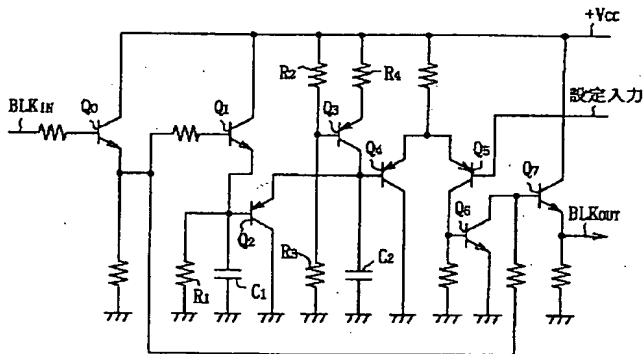 +Vcc
R2
R4
Q3
BLKIN
Q0
Q1
設定入力
Q4
Q5
Q7
Q6
BLKOUT
Q2
R3
C2
R1
C1